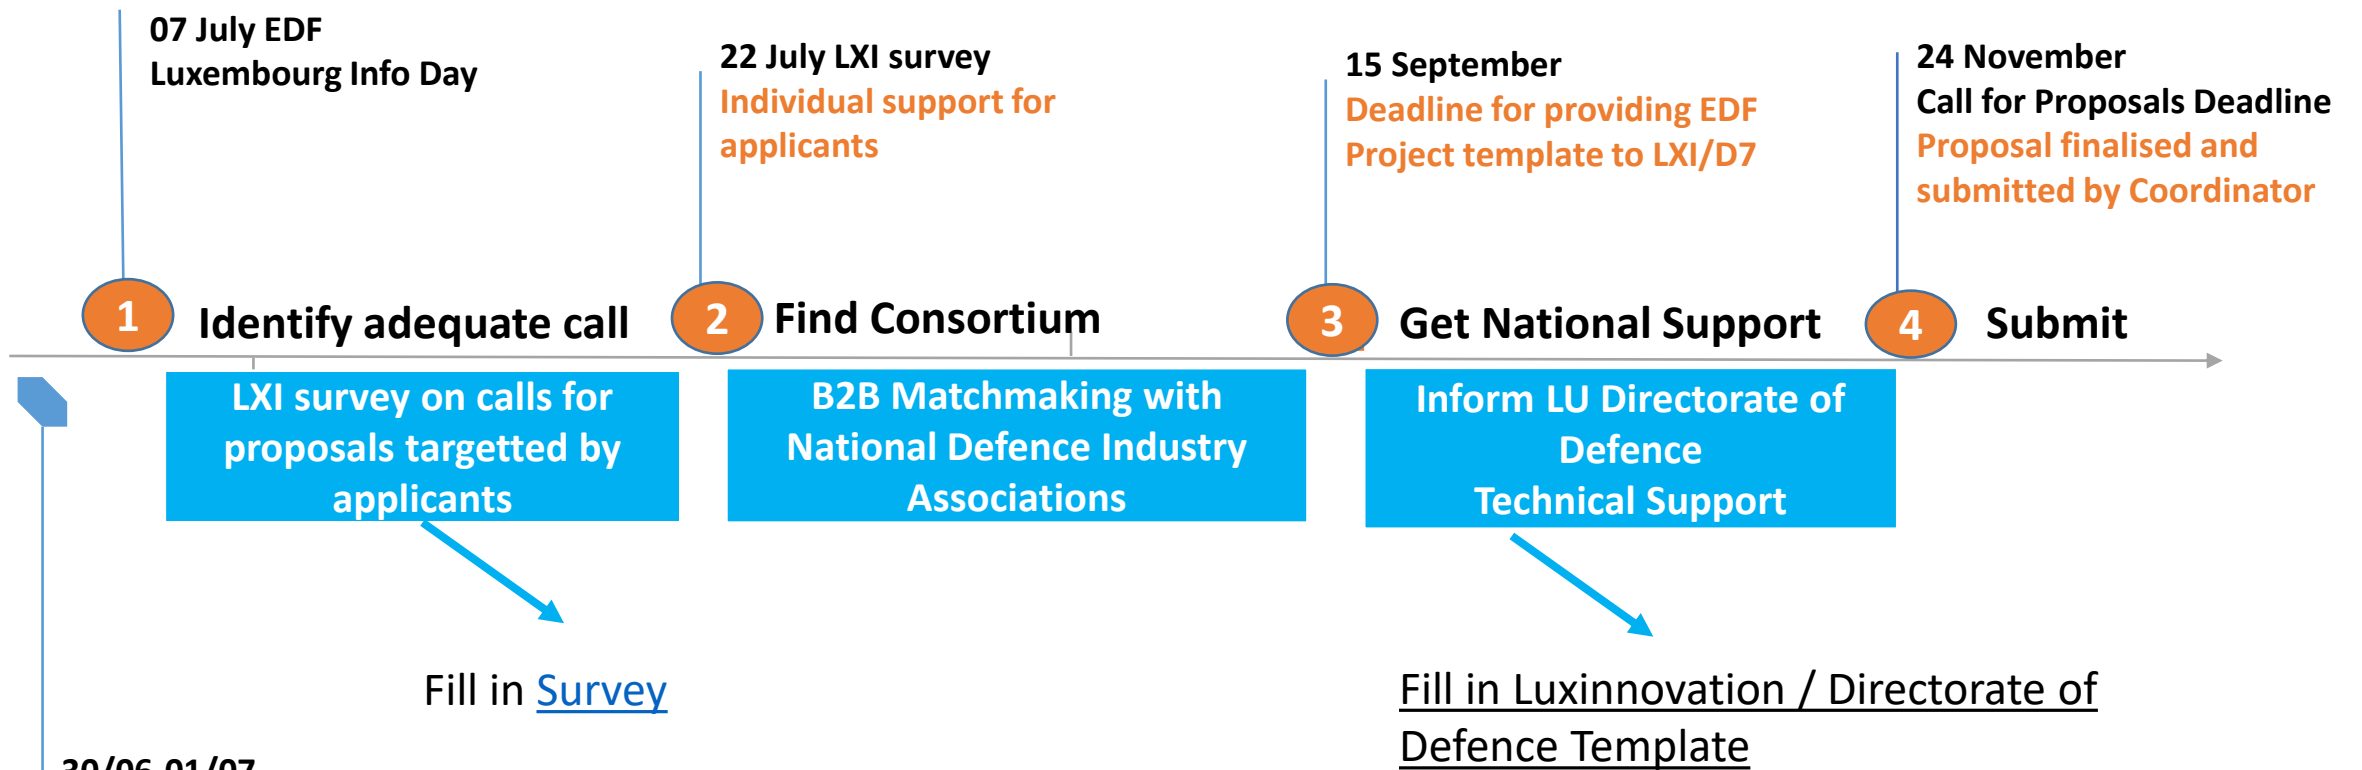 07 July EDF
Luxembourg Info Day
22 July LXI survey
Individual support for
applicants
15 September
Deadline for providing EDF
Project template to LXI/D7
24 November
Call for Proposals Deadline
Proposal finalised and
submitted by Coordinator
1 Identify adequate call
2 Find Consortium
3 Get National Support
4 Submit
LXI survey on calls for
proposals targetted by
applicants
B2B Matchmaking with
National Defence Industry
Associations
Inform LU Directorate of
Defence
Technical Support
Fill in Survey
Fill in Luxinnovation / Directorate of
Defence Template
30/06-01/07